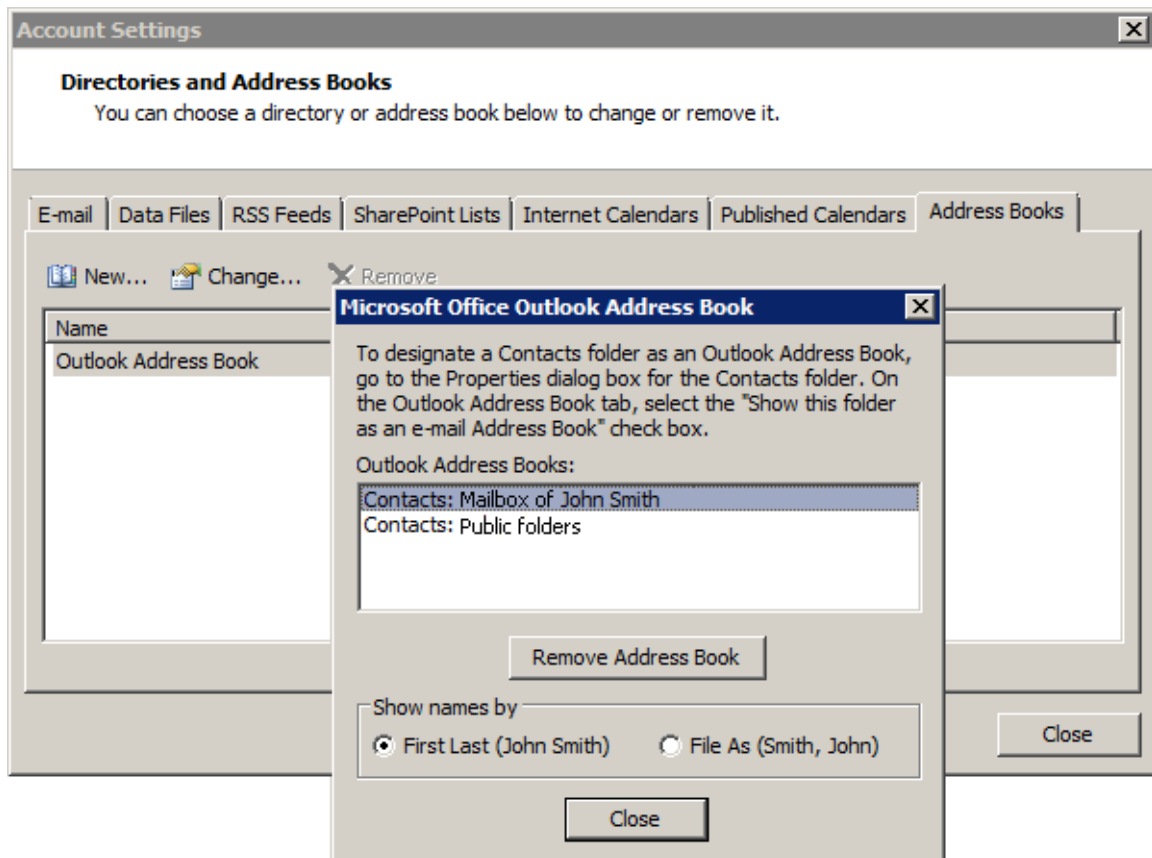 Account Settings
Directories and Address Books
You can choose a directory or address book below to change or remove it.
E-mail Data Files RSS Feeds SharePoint Lists Internet Calendars Published Calendars Address Books
New... Change... Remove
Name
Outlook Address Book
Microsoft Office Outlook Address Book
To designate a Contacts folder as an Outlook Address Book,
go to the Properties dialog box for the Contacts folder. On
the Outlook Address Book tab, select the "Show this folder
as an e-mail Address Book" check box.
Outlook Address Books:
Contacts: Mailbox of John Smith
Contacts: Public folders
Remove Address Book
Show names by
First Last (John Smith) File As (Smith, John)
Close
Close